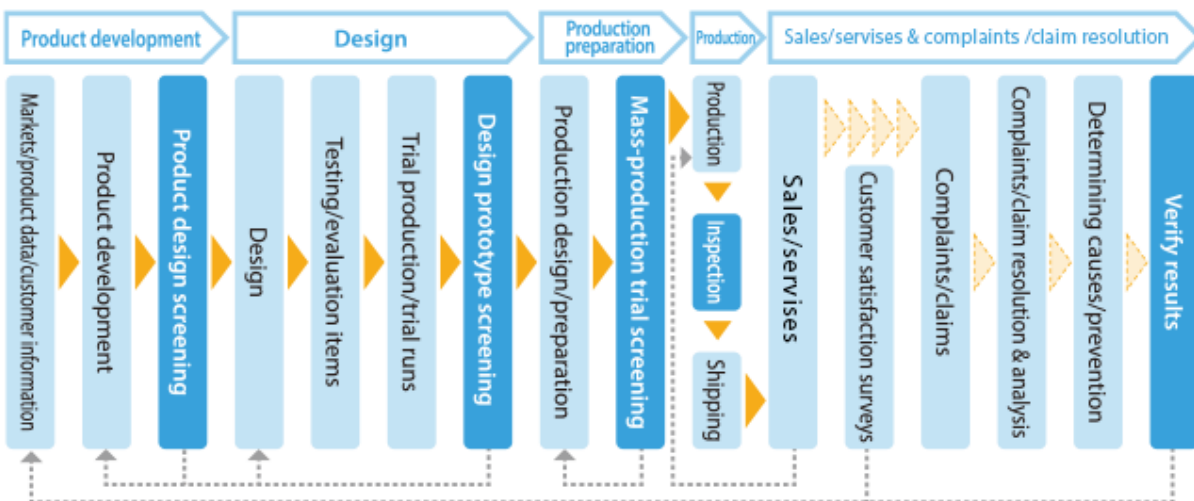 Product development
Design
Production
preparation
Production
Sales/servises & complaints /claim resolution
Markets/product data/customer information
Product development
Product design screening
Design
Testing/evaluation items
Trial production/trial runs
Design prototype screening
Production design/preparation
Mass-production trial screening
Production
Inspection
Shipping
Sales/servises
Customer satisfaction surveys
Complaints/claims
Complaints/claim resolution & analysis
Determining causes/prevention
Verify results